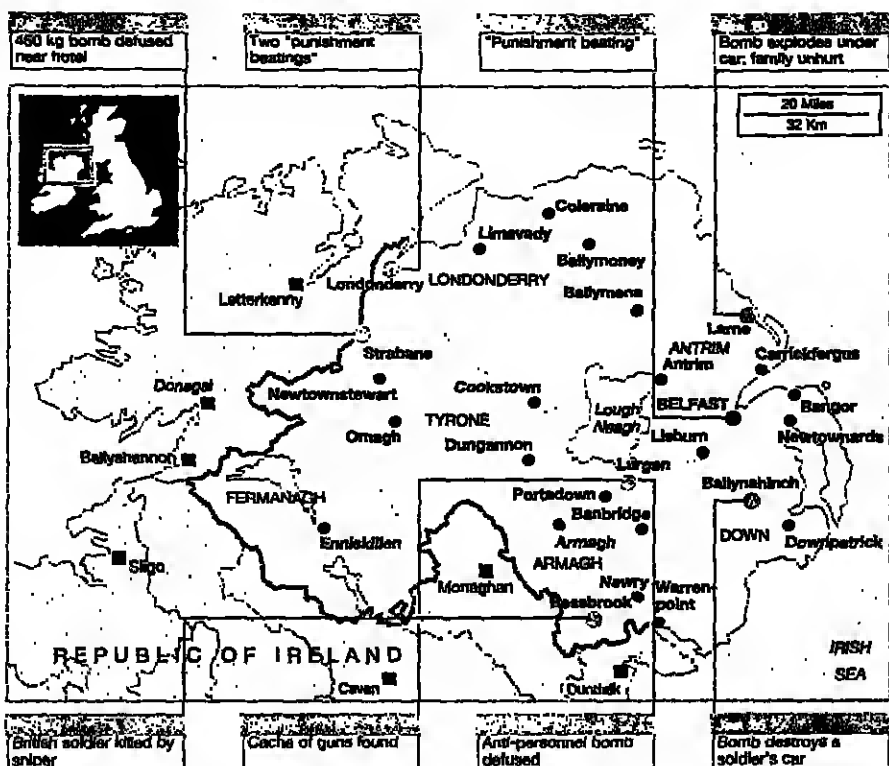 450 kg bomb defused
near hotel
Two "punishment
beatings"
"Punishment beating"
Bomb explodes under
car: family unhurt
20 Miles
32 Km
Coleraine
Limavady
Ballymoney
Londonderry
LONDONDERRY
Letterkenny
Ballymena
Larne
Strabane
ANTRIM
Carrickfergus
Antrim
Newtownstewart
Donegal
Cookstown
BELFAST
Bangor
Lough
Neagh
TYRONE
Omagh
Lisburn
Newtownards
Dungannon
Ballyshannon
Lurgan
Ballynahinch
FERMANAGH
Portadown
Banbridge
Enniskillen
Armagh
DOWN
Downpatrick
ARMAGH
Sligo
Monaghan
Newry
Warren-
point
Bessbrook
REPUBLIC OF IRELAND
IRISH
SEA
Cavan
Dundalk
British soldier killed by
sniper
Cache of guns found
Anti-personnel bomb
defused
Bomb destroys a
soldier's car